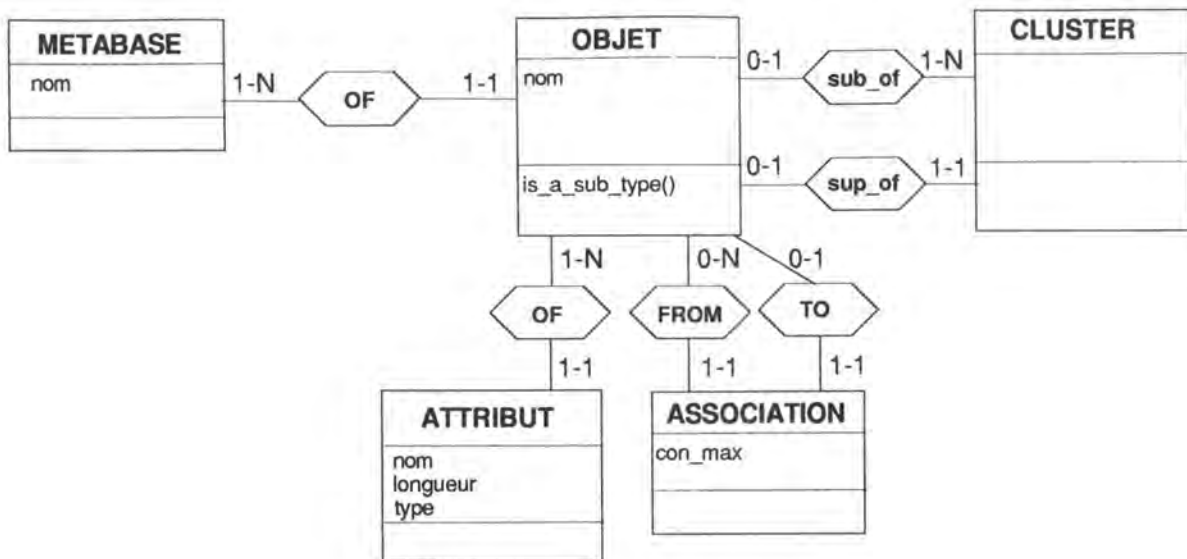 METABASE
nom
1-N
OF
1-1
OBJET
nom
is_a_sub_type()
0-1
sub_of
1-N
0-1
sup_of
1-1
CLUSTER
1-N
OF
1-1
0-N
FROM
1-1
0-1
TO
1-1
ATTRIBUT
nom
longueur
type
ASSOCIATION
con_max